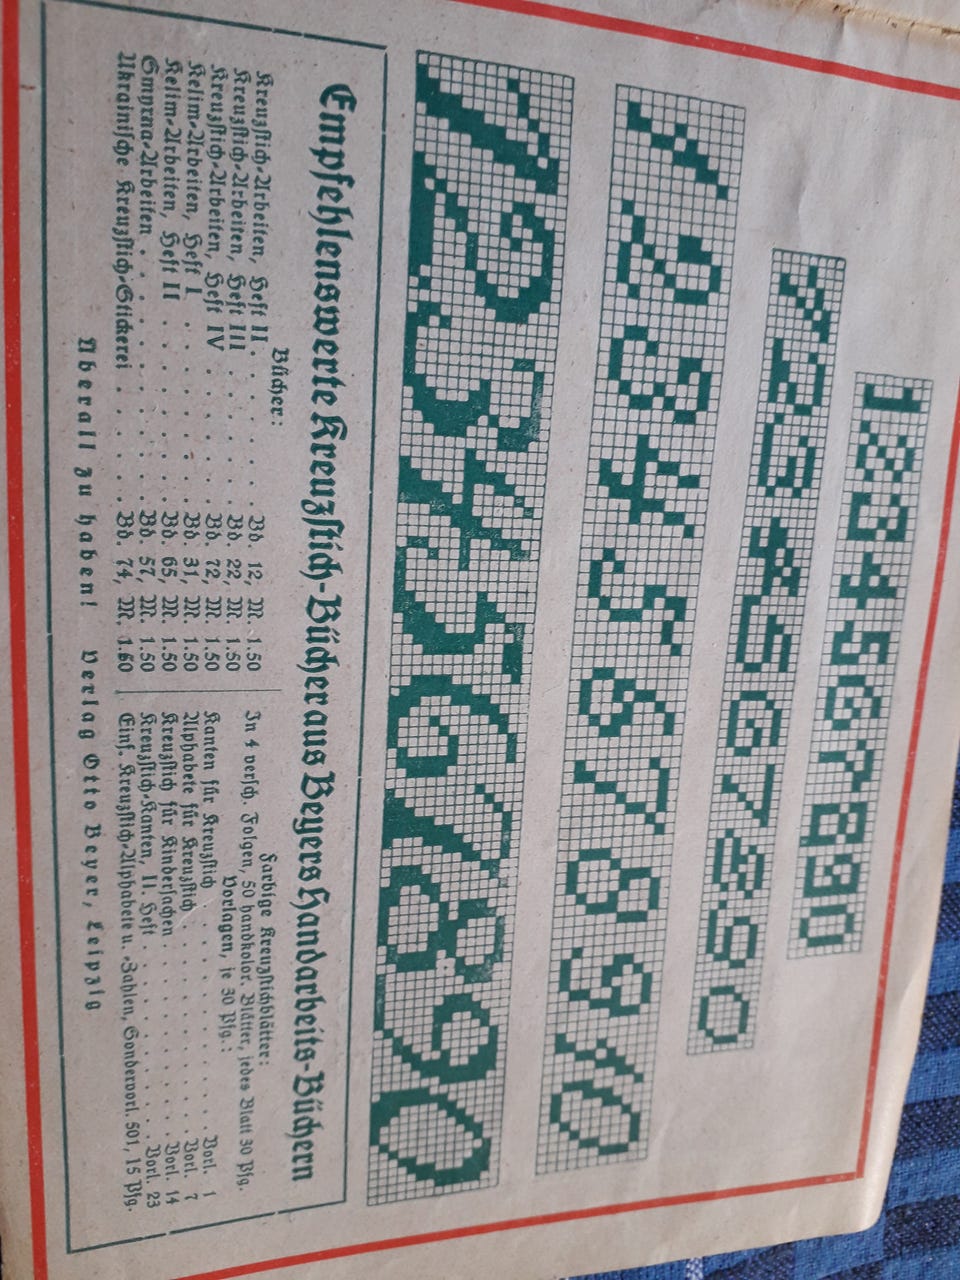 1234567890
1234567890
1234567890
1234567890
Empfehlenswerte Kreuzstich-Bücher aus Beyers Handarbeits-Büchern
Bücher:
Kreuzstich-Arbeiten, Heft II . . . . . . . Bd. 12, M. 1.50
Kreuzstich-Arbeiten, Heft III . . . . . . Bd. 22, M. 1.50
Kreuzstich-Arbeiten, Heft IV . . . . . . Bd. 72, M. 1.50
Kelim-Arbeiten, Heft I . . . . . . . . Bd. 31, M. 1.50
Kelim-Arbeiten, Heft II . . . . . . . . Bd. 65, M. 1.50
Smyrna-Arbeiten . . . . . . . . . . Bd. 57, M. 1.50
Ukrainische Kreuzstich-Stickerei . . . . . Bd. 74, M. 1.60
Farbige Kreuzstichblätter:
In 4 versch. Folgen, 50 handkolor. Blätter, jedes Blatt 30 Pfg.
Vorlagen, je 30 Pfg.:
Kanten für Kreuzstich . . . . . . . . . . Vorl. 1
Alphabete für Kreuzstich . . . . . . . . . Vorl. 7
Kreuzstich für Kindersachen . . . . . . . . Vorl. 14
Kreuzstich-Kanten, II. Heft . . . . . . . . Vorl. 23
Einf. Kreuzstich-Alphabete u. -Zahlen, Sondervorl. 501, 15 Pfg.
Überall zu haben! Verlag Otto Beyer, Leipzig